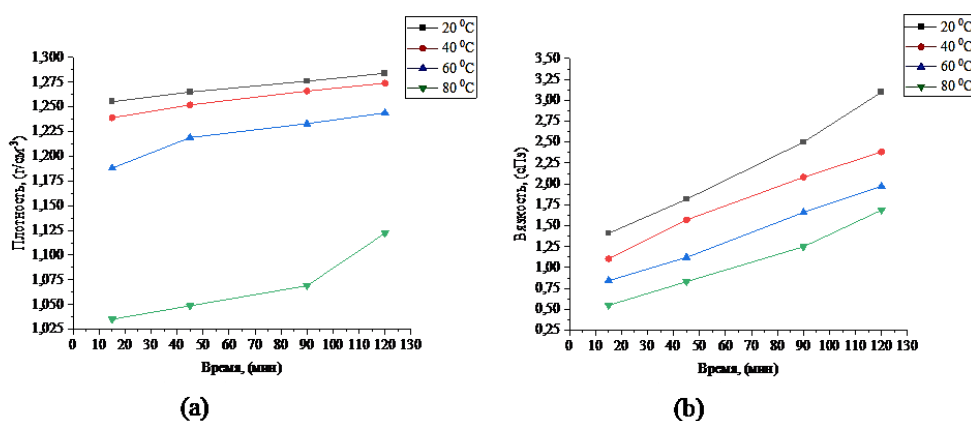 20 ⁰C
40 ⁰C
60 ⁰C
80 ⁰C
1,300
1,275
1,250
1,225
1,200
1,175
1,150
1,125
1,100
1,075
1,050
1,025
Плотность, (г/см⁻³)
0 10 20 30 40 50 60 70 80 90 100 110 120 130
Время, (мин)
(a)
20 ⁰C
40 ⁰C
60 ⁰C
80 ⁰C
3,50
3,25
3,00
2,75
2,50
2,25
2,00
1,75
1,50
1,25
1,00
0,75
0,50
0,25
Вязкость, (сПз)
0 10 20 30 40 50 60 70 80 90 100 110 120 130
Время, (мин)
(b)